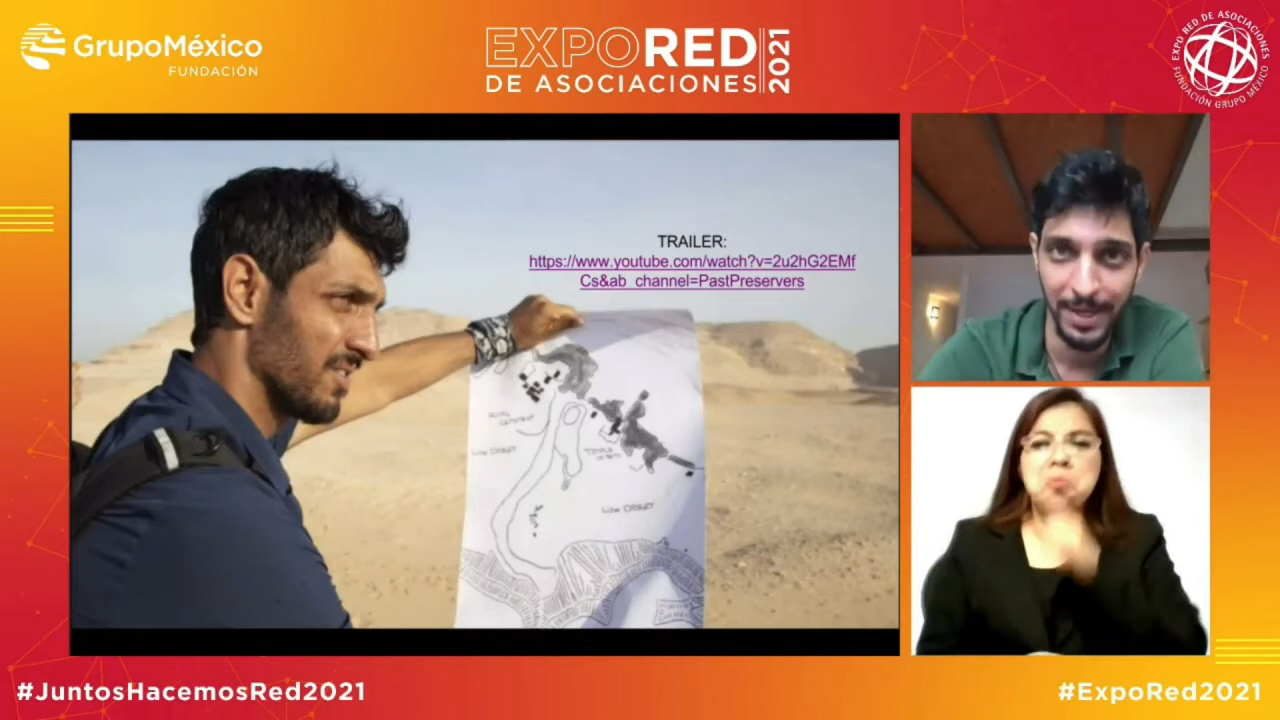 GrupoMéxico
FUNDACIÓN
EXPORED
DE ASOCIACIONES
2021
EXPO RED DE ASOCIACIONES
FUNDACIÓN GRUPO MÉXICO
TRAILER:
https://www.youtube.com/watch?v=2u2hG2EMf
Cs&ab_channel=PastPreservers
ROYAL
LOW DESERT
TEMPLE
LOW DESERT
#JuntosHacemosRed2021
#ExpoRed2021